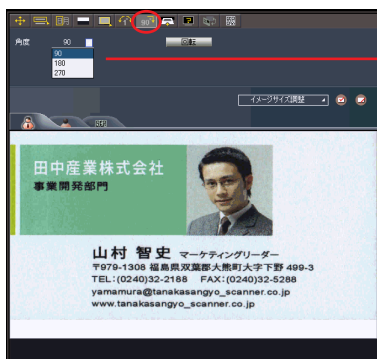 90
角度 90 回転
90
180
270
イメージサイズ調整
田中産業株式会社
事業開発部門
山村 智史 マーケティングリーダー
〒979-1308 福島県双葉郡大熊町大字下野 499-3
TEL:(0240)32-2188 FAX:(0240)32-5288
yamamura@tanakasangyo_scanner.co.jp
www.tanakasangyo_scanner.co.jp